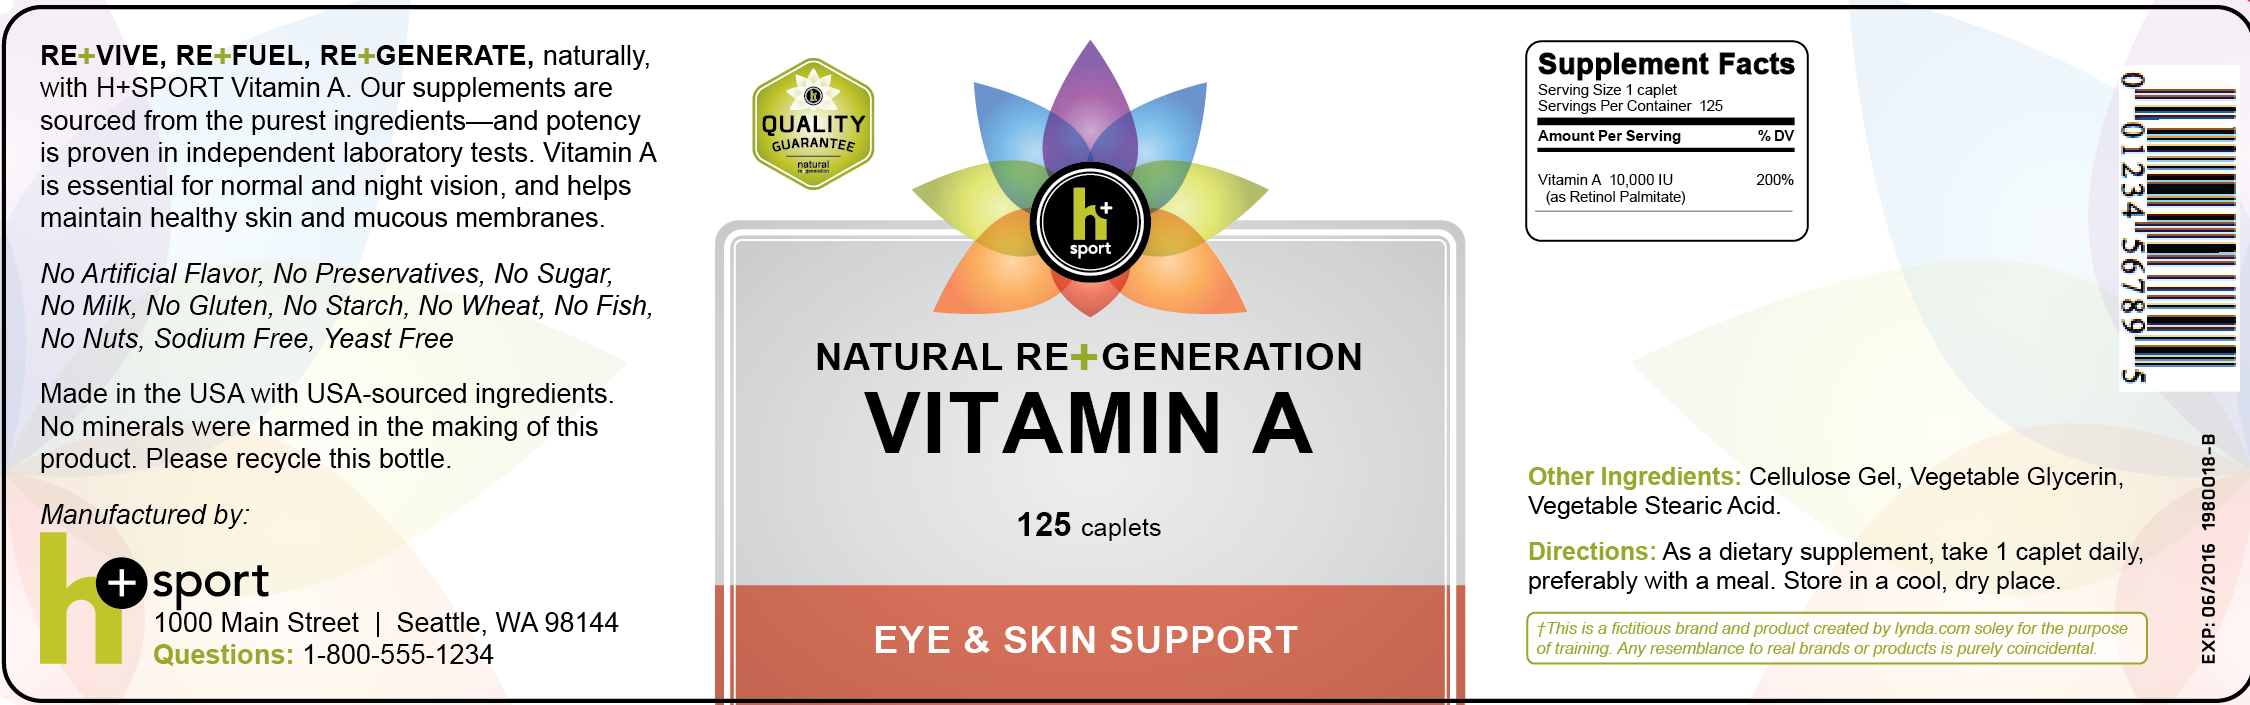 RE+VIVE, RE+FUEL, RE+GENERATE, naturally,
with H+SPORT Vitamin A. Our supplements are
sourced from the purest ingredients—and potency
is proven in independent laboratory tests. Vitamin A
is essential for normal and night vision, and helps
maintain healthy skin and mucous membranes.
No Artificial Flavor, No Preservatives, No Sugar,
No Milk, No Gluten, No Starch, No Wheat, No Fish,
No Nuts, Sodium Free, Yeast Free
Made in the USA with USA-sourced ingredients.
No minerals were harmed in the making of this
product. Please recycle this bottle.
Manufactured by:
h+ sport
1000 Main Street | Seattle, WA 98144
Questions: 1-800-555-1234
h
QUALITY
GUARANTEE
natural
re+generation
h+
sport
NATURAL RE+GENERATION
VITAMIN A
125 caplets
EYE & SKIN SUPPORT
Supplement Facts
Serving Size 1 caplet
Servings Per Container 125
Amount Per Serving % DV
Vitamin A 10,000 IU 200%
(as Retinol Palmitate)
Other Ingredients: Cellulose Gel, Vegetable Glycerin,
Vegetable Stearic Acid.
Directions: As a dietary supplement, take 1 caplet daily,
preferably with a meal. Store in a cool, dry place.
†This is a fictitious brand and product created by lynda.com soley for the purpose
of training. Any resemblance to real brands or products is purely coincidental.
0 01234 56789 5
EXP: 06/2016 1980018-B